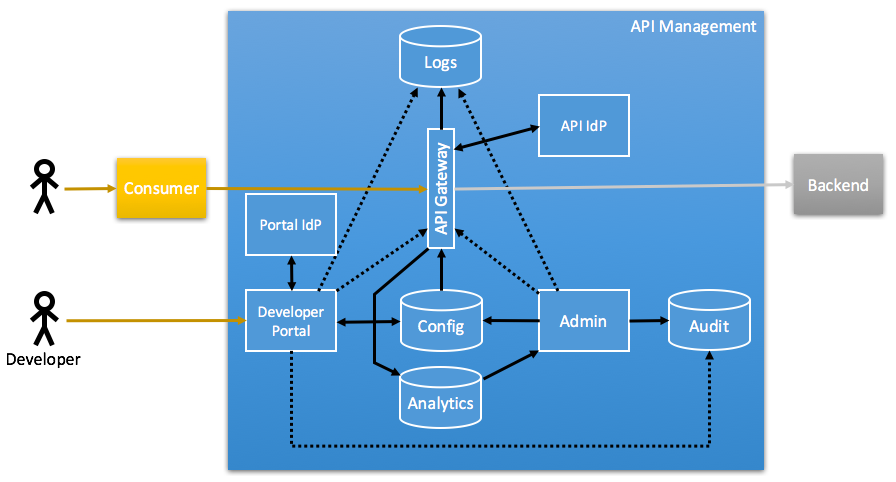 API Management
Logs
API IdP
API Gateway
Consumer
Backend
Portal IdP
Developer
Portal
Config
Admin
Audit
Developer
Analytics